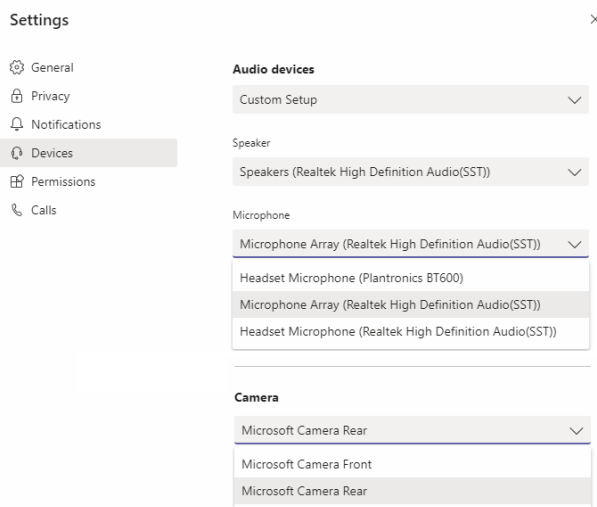 Settings
General
Privacy
Notifications
Devices
Permissions
Calls
Audio devices
Custom Setup
Speaker
Speakers (Realtek High Definition Audio(SST))
Microphone
Microphone Array (Realtek High Definition Audio(SST))
Headset Microphone (Plantronics BT600)
Microphone Array (Realtek High Definition Audio(SST))
Headset Microphone (Realtek High Definition Audio(SST))
Camera
Microsoft Camera Rear
Microsoft Camera Front
Microsoft Camera Rear